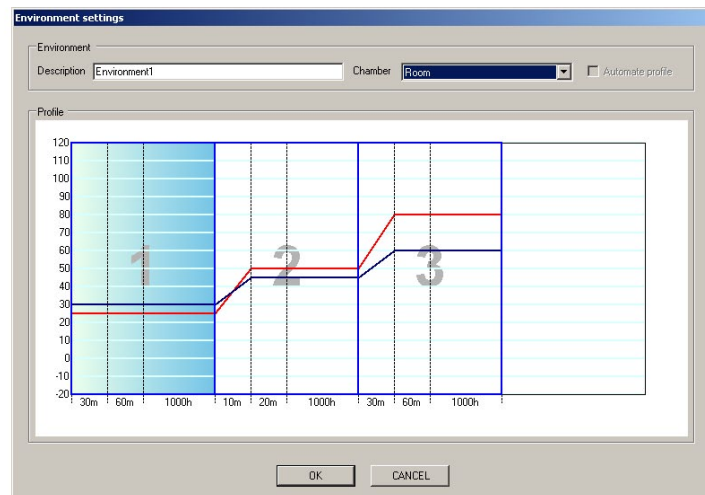 Environment settings
Environment
Description Environment1 Chamber Room Automate profile
Profile
120
110
100
90
80
70
60
50
40
30
20
10
0
-10
-20
1 2 3
30m 60m 1000h 10m 20m 1000h 30m 60m 1000h
OK CANCEL